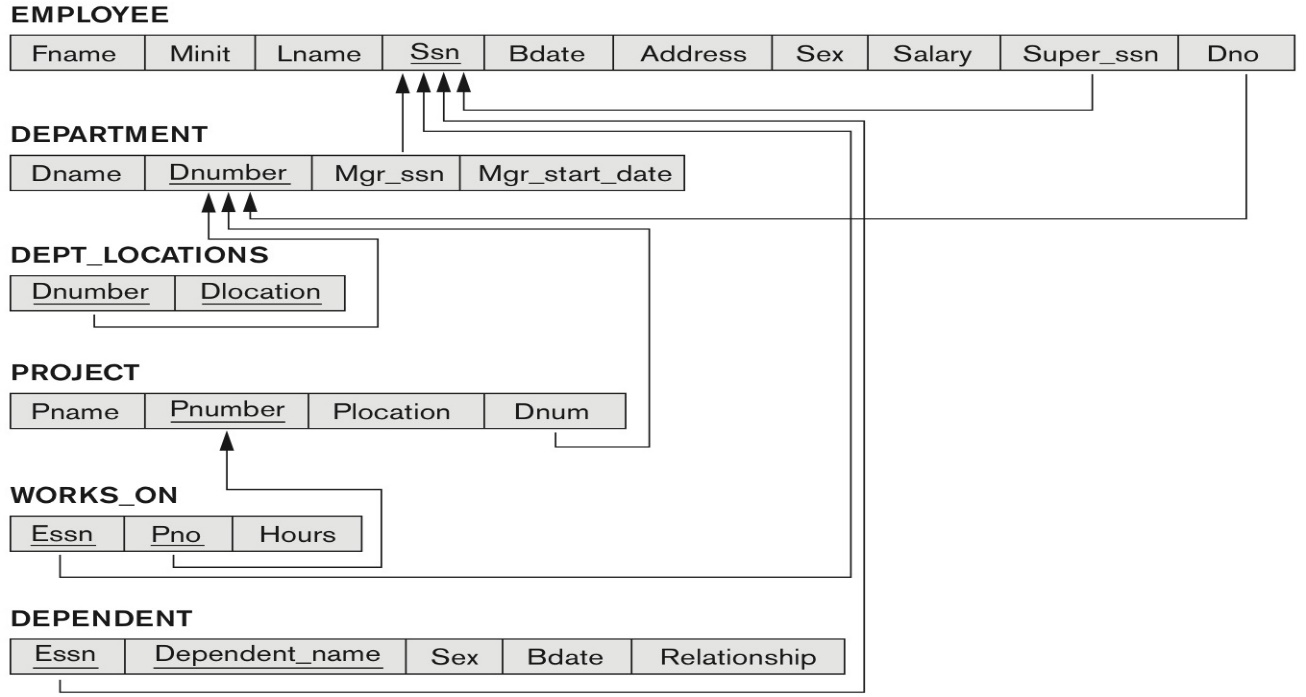 EMPLOYEE
Fname Minit Lname Ssn Bdate Address Sex Salary Super_ssn Dno
DEPARTMENT
Dname Dnumber Mgr_ssn Mgr_start_date
DEPT_LOCATIONS
Dnumber Dlocation
PROJECT
Pname Pnumber Plocation Dnum
WORKS_ON
Essn Pno Hours
DEPENDENT
Essn Dependent_name Sex Bdate Relationship